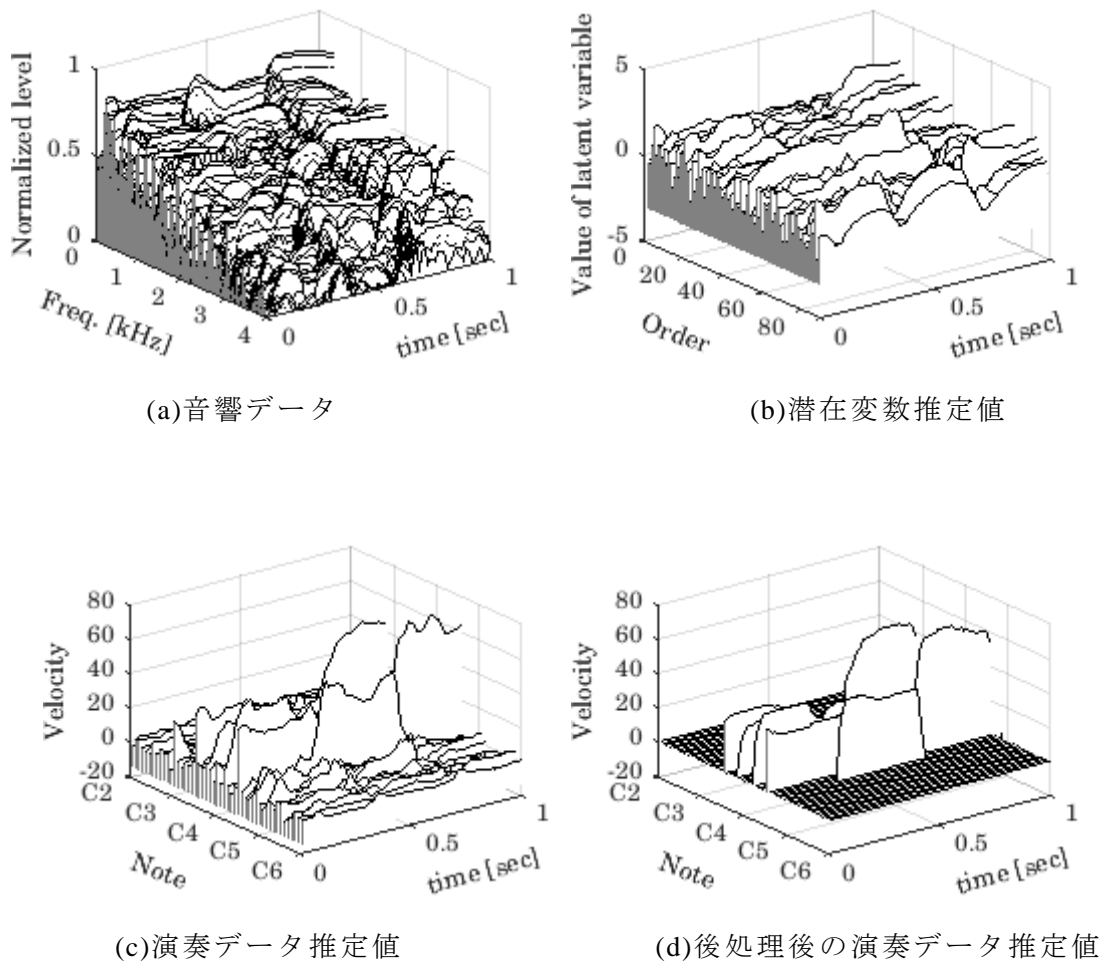 Normalized level
1
0.5
0
0
1
2
3
4
Freq. [kHz]
0
0.5
1
time [sec]
(a)音響データ
Value of latent variable
5
0
-5
0
20
40
60
80
Order
0
0.5
1
time [sec]
(b)潜在変数推定値
Velocity
80
60
40
20
0
-20
C2
C3
C4
C5
C6
Note
0
0.5
1
time [sec]
(c)演奏データ推定値
Velocity
80
60
40
20
0
-20
C2
C3
C4
C5
C6
Note
0
0.5
1
time [sec]
(d)後処理後の演奏データ推定値